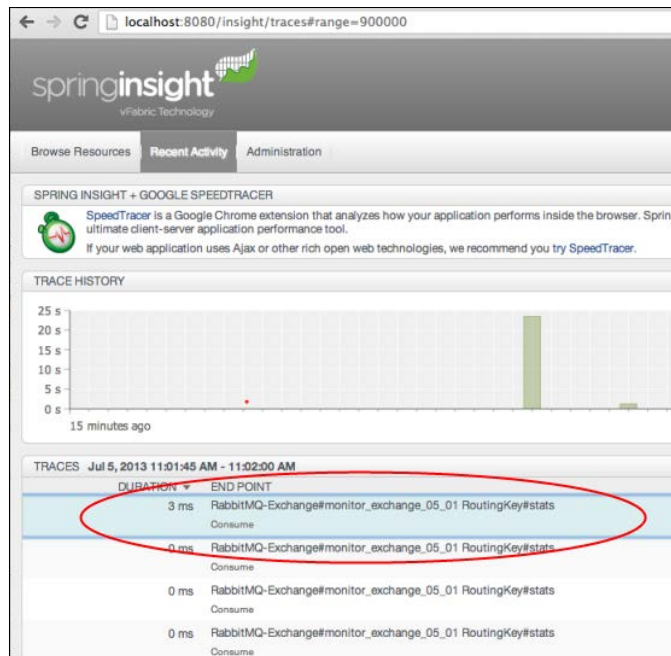 localhost:8080/insight/traces#range=900000
springinsight
vFabric Technology
Browse Resources Recent Activity Administration
SPRING INSIGHT + GOOGLE SPEEDTRACER
SpeedTracer is a Google Chrome extension that analyzes how your application performs inside the browser. Sprin
ultimate client-server application performance tool.
If your web application uses Ajax or other rich open web technologies, we recommend you try SpeedTracer.
TRACE HISTORY
25 s
20 s
15 s
10 s
5 s
0 s
15 minutes ago
TRACES Jul 5, 2013 11:01:45 AM - 11:02:00 AM
DURATION END POINT
3 ms RabbitMQ-Exchange#monitor_exchange_05_01 RoutingKey#stats
Consume
0 ms RabbitMQ-Exchange#monitor_exchange_05_01 RoutingKey#stats
Consume
0 ms RabbitMQ-Exchange#monitor_exchange_05_01 RoutingKey#stats
Consume
0 ms RabbitMQ-Exchange#monitor_exchange_05_01 RoutingKey#stats
Consume